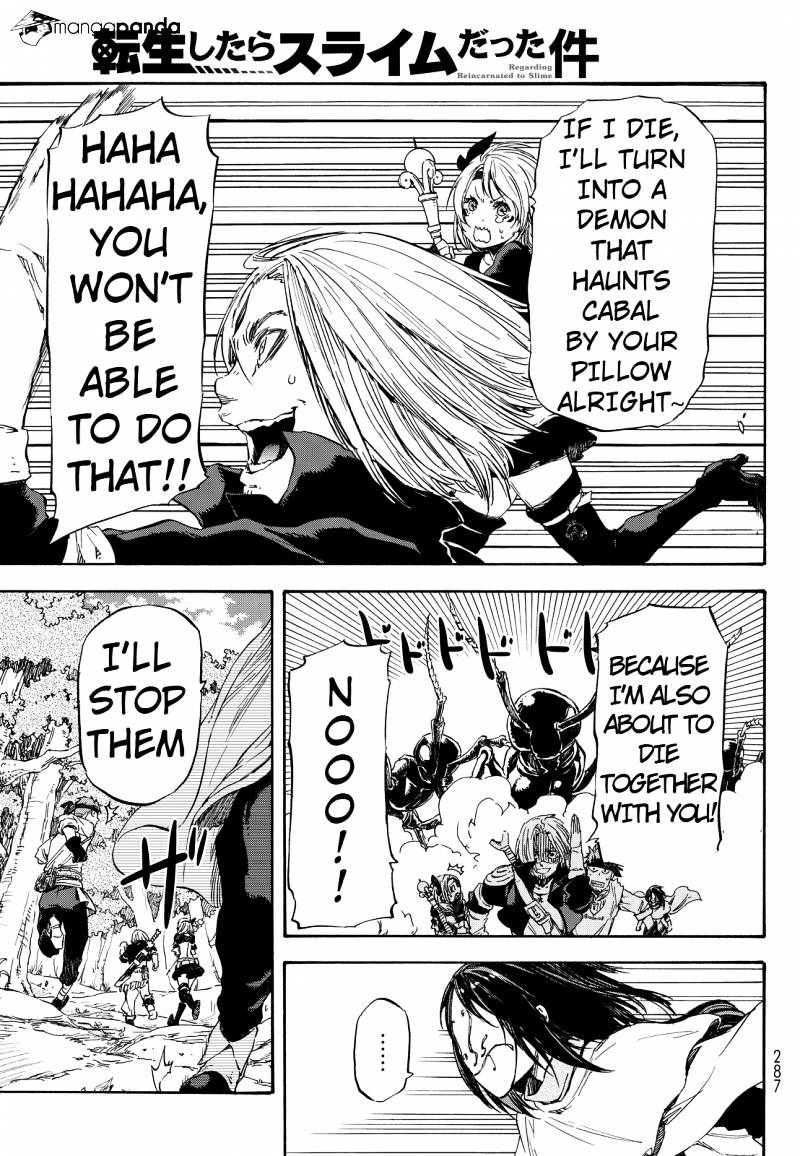 mangapanda
転生したらスライムだった件
Regarding
Reincarnated to Slime
IF I DIE,
I'LL TURN
INTO A
DEMON
THAT
HAUNTS
CABAL
BY YOUR
PILLOW
ALRIGHT~
HAHA
HAHAHA,
YOU
WON'T
BE
ABLE
TO DO
THAT!!
BECAUSE
I'M ALSO
ABOUT TO
DIE
TOGETHER
WITH YOU!
ドドドドドド
NOOO!!
......
I'LL
STOP
THEM
ザッ
287